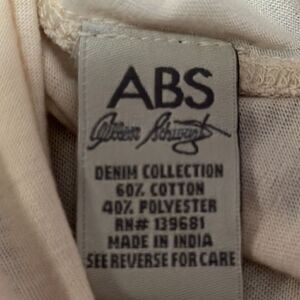 ABS
Allen Schwartz
DENIM COLLECTION
60% COTTON
40% POLYESTER
RN# 139681
MADE IN INDIA
SEE REVERSE FOR CARE